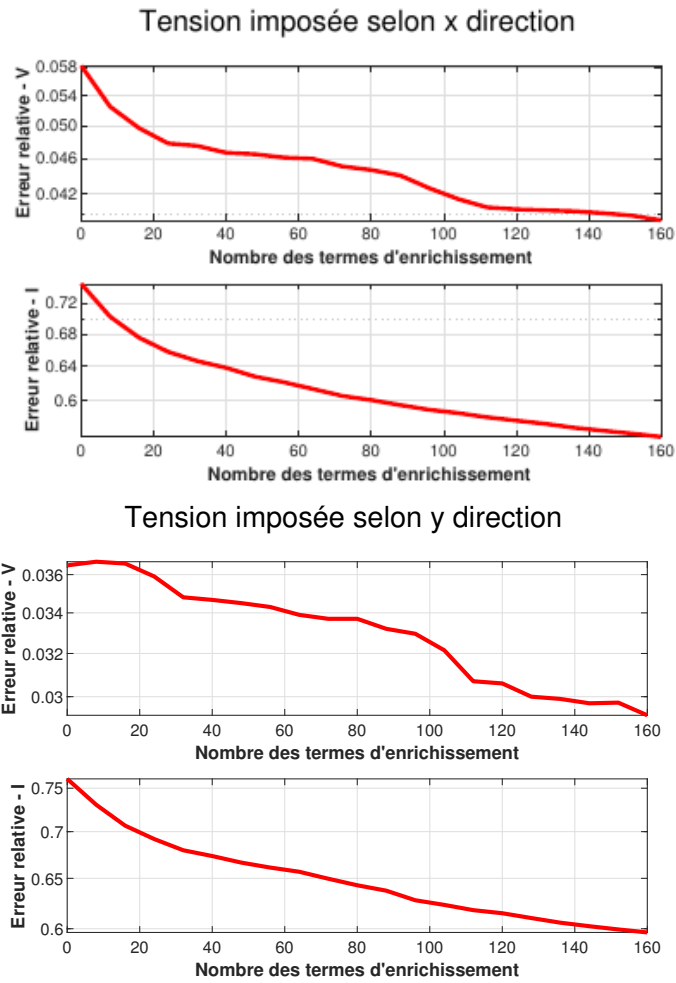 Tension imposée selon x direction
Erreur relative - V
0.058
0.054
0.050
0.046
0.042
0 20 40 60 80 100 120 140 160
Nombre des termes d'enrichissement
Erreur relative - I
0.72
0.68
0.64
0.6
0 20 40 60 80 100 120 140 160
Nombre des termes d'enrichissement
Tension imposée selon y direction
Erreur relative - V
0.036
0.034
0.032
0.03
0 20 40 60 80 100 120 140 160
Nombre des termes d'enrichissement
Erreur relative - I
0.75
0.7
0.65
0.6
0 20 40 60 80 100 120 140 160
Nombre des termes d'enrichissement